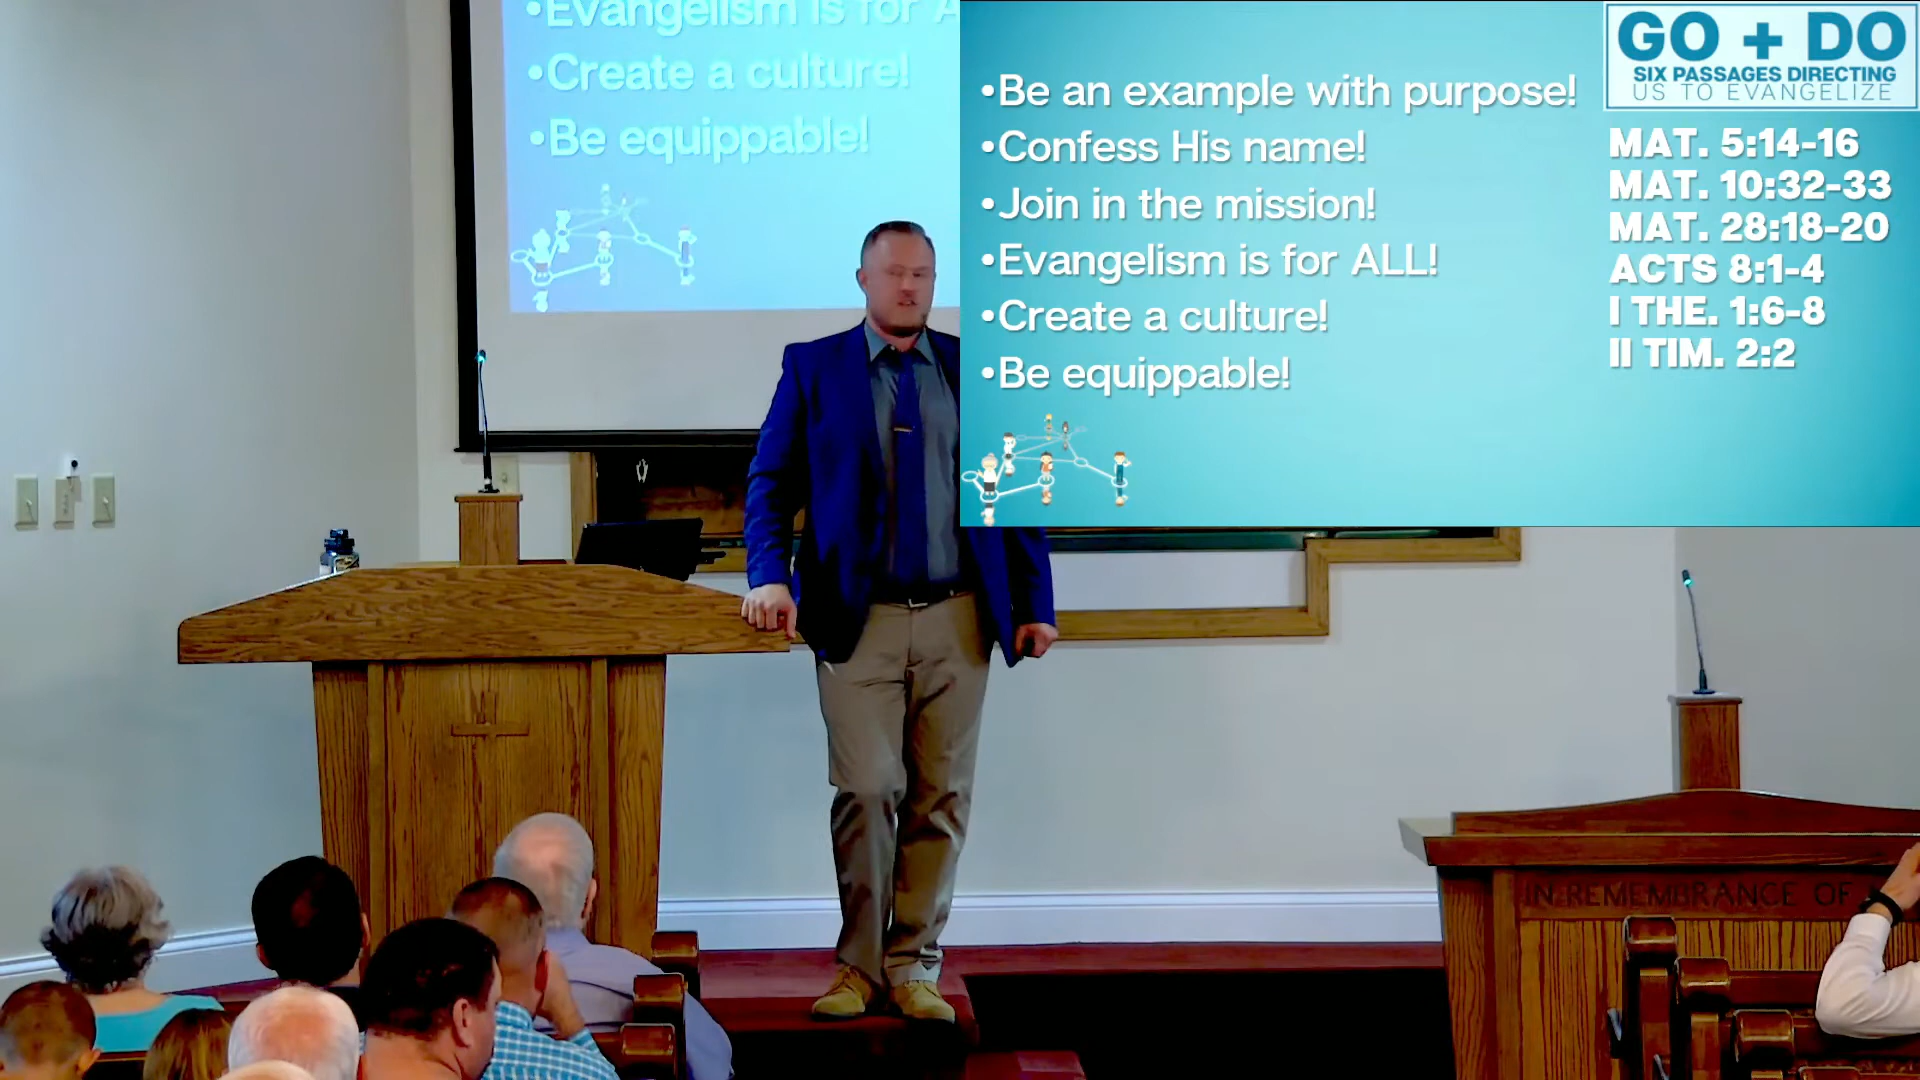 •Evangelism is for A
•Create a culture!
•Be equippable!
•Be an example with purpose!
•Confess His name!
•Join in the mission!
•Evangelism is for ALL!
•Create a culture!
•Be equippable!
GO + DO
SIX PASSAGES DIRECTING
US TO EVANGELIZE
MAT. 5:14-16
MAT. 10:32-33
MAT. 28:18-20
ACTS 8:1-4
I THE. 1:6-8
II TIM. 2:2
IN REMEMBRANCE OF